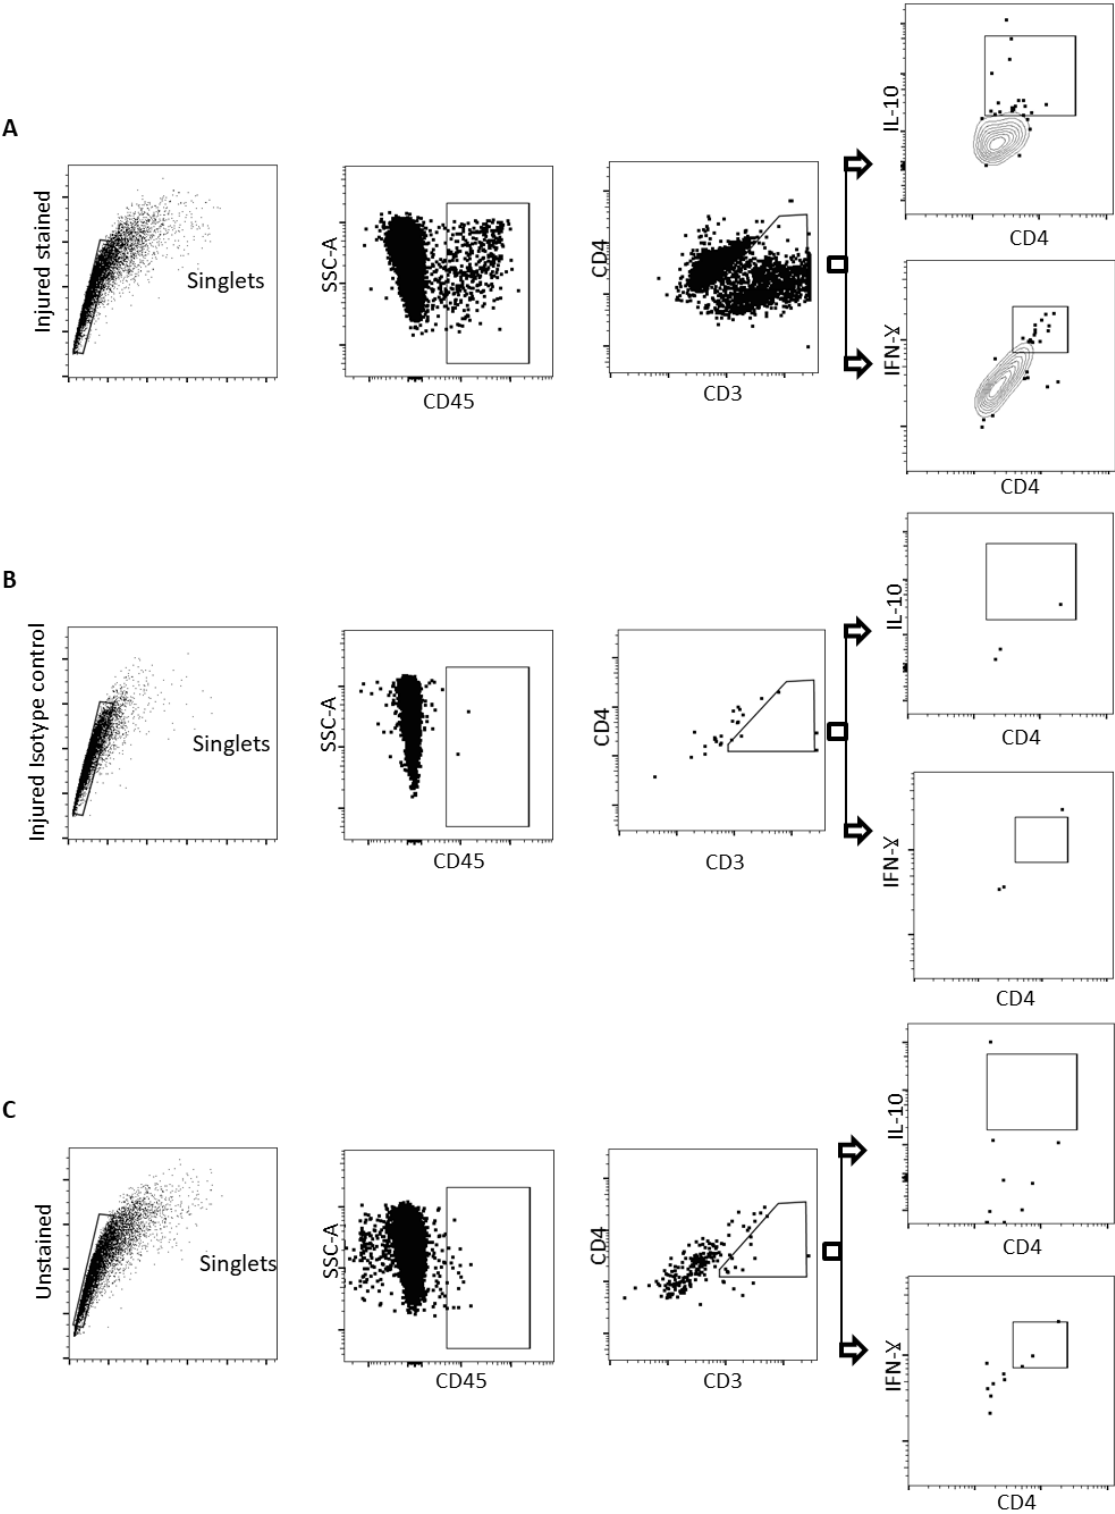 A
Injured stained
Singlets
SSC-A
CD45
CD4
CD3
IL-10
CD4
IFN-Ɣ
CD4
B
Injured Isotype control
Singlets
SSC-A
CD45
CD4
CD3
IL-10
CD4
IFN-Ɣ
CD4
C
Unstained
Singlets
SSC-A
CD45
CD4
CD3
IL-10
CD4
IFN-Ɣ
CD4